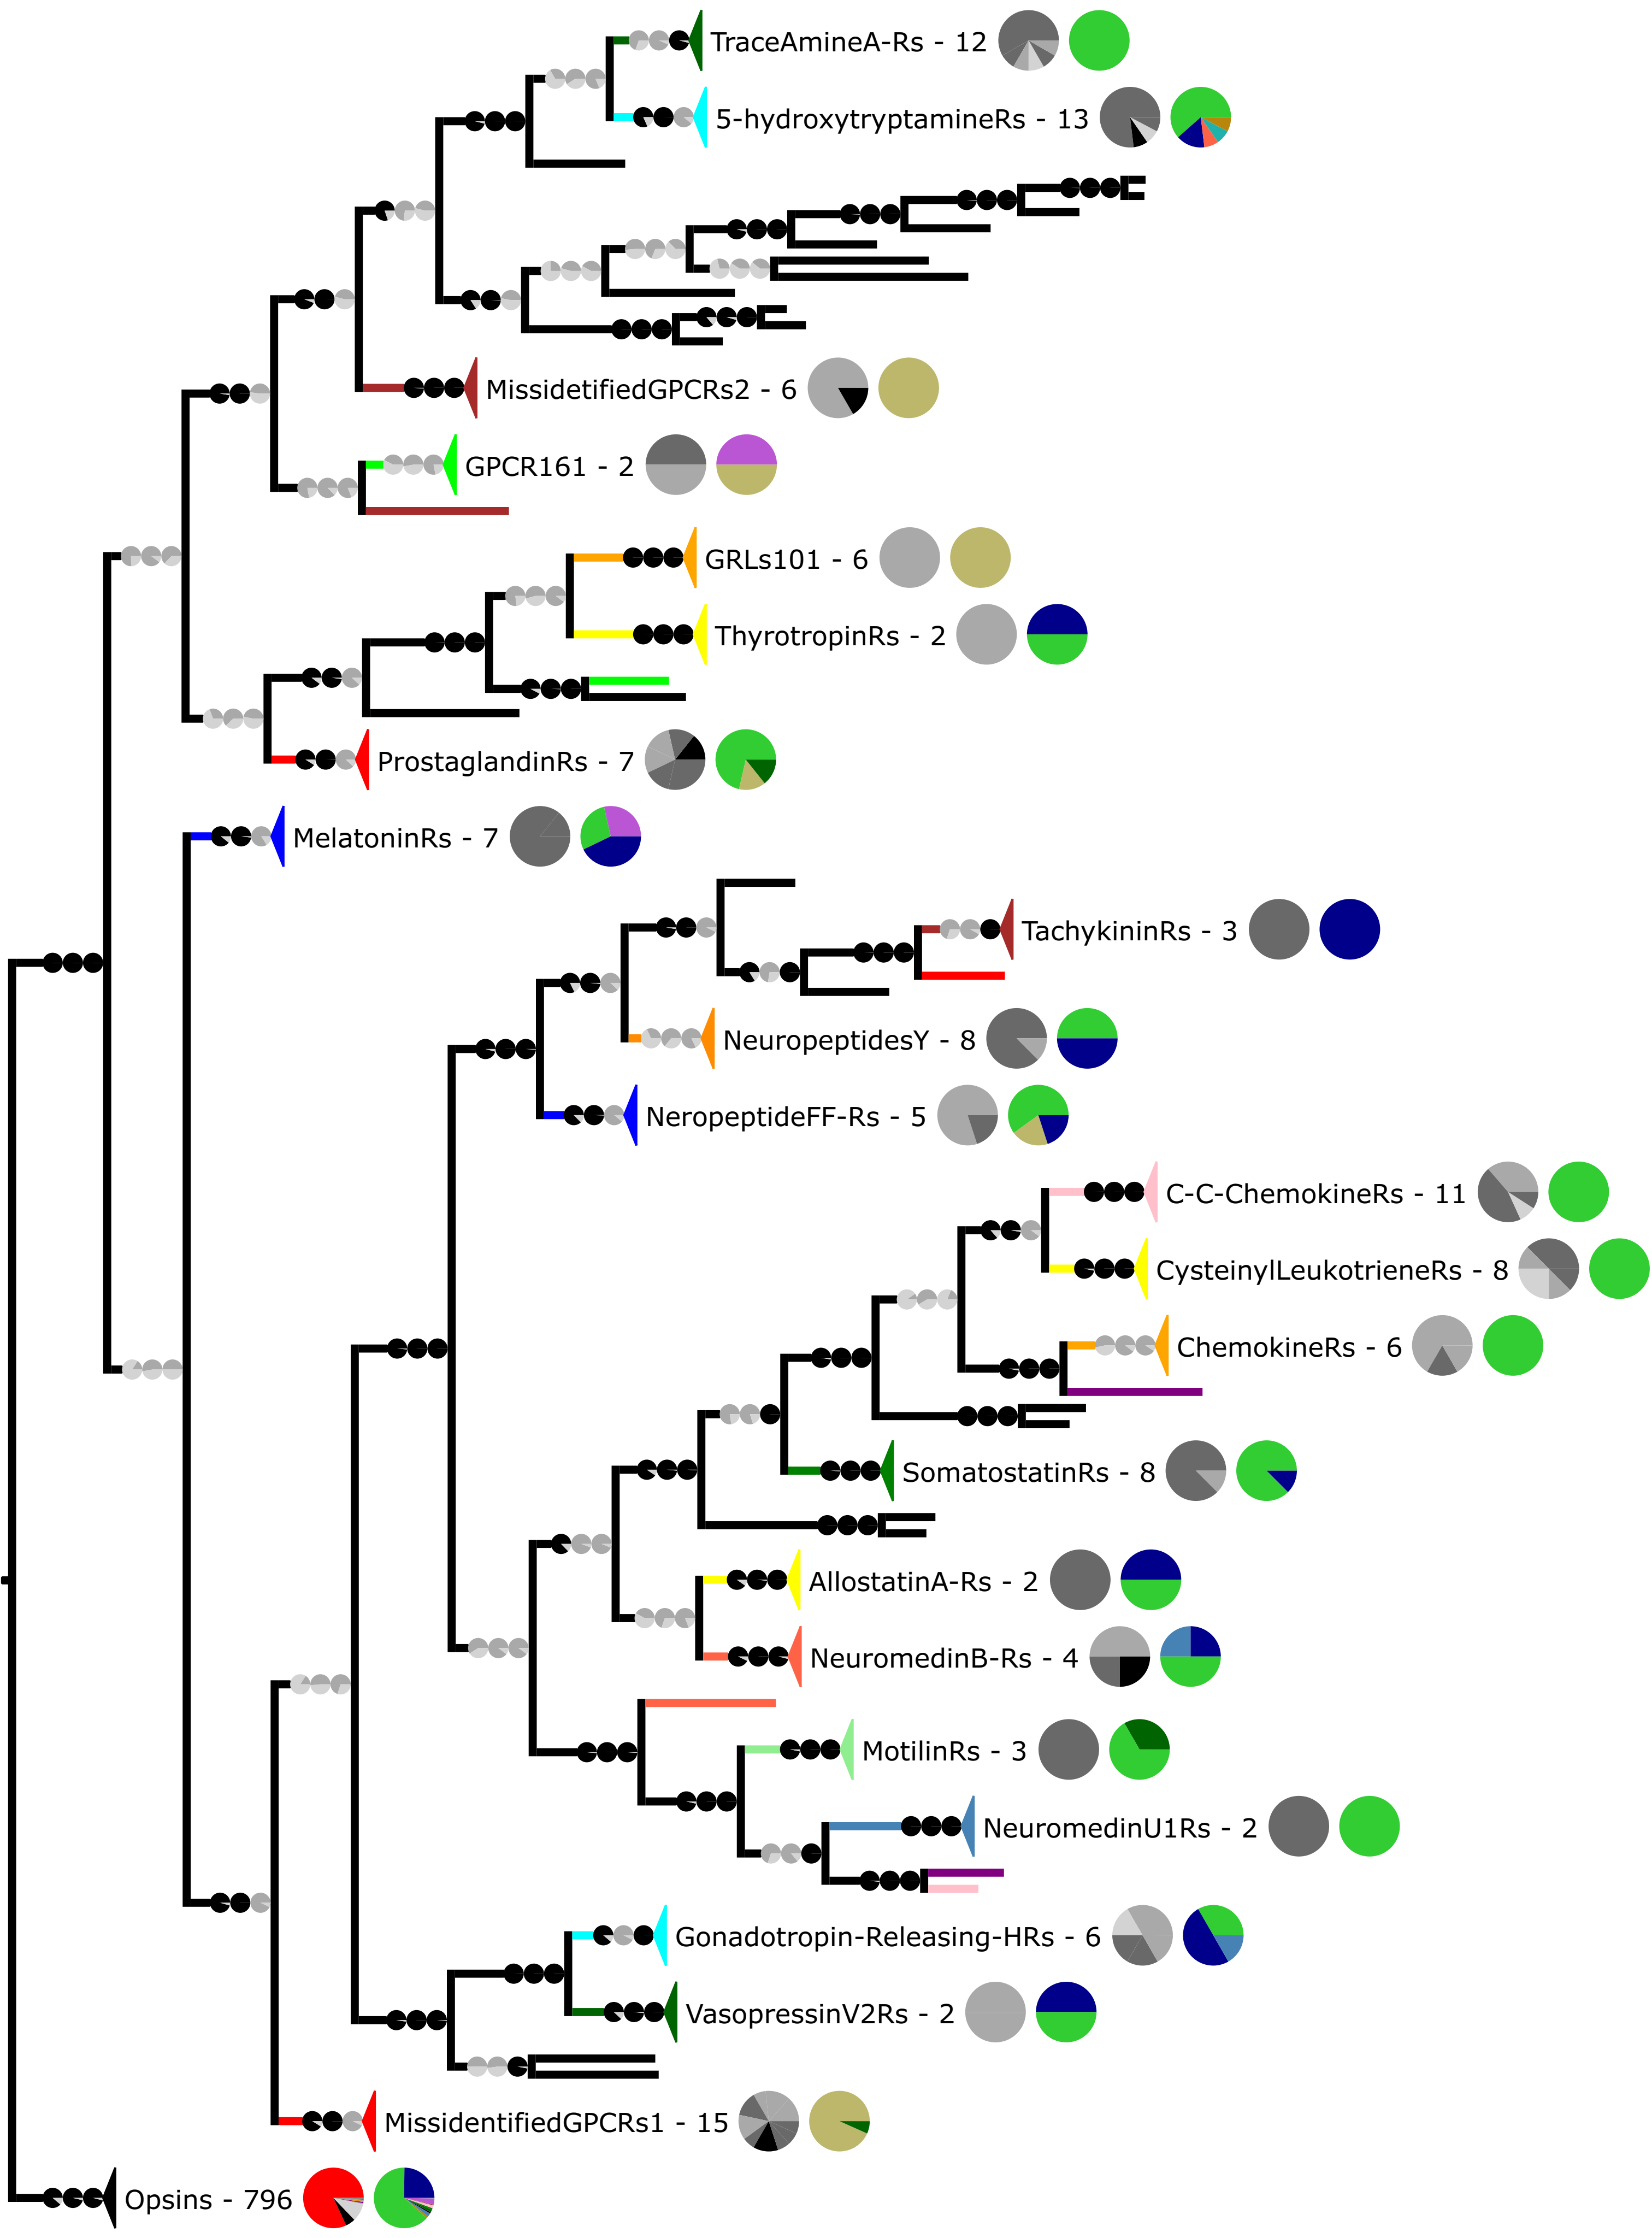 TraceAmineA-Rs - 12
5-hydroxytryptamineRs - 13
MissidetifiedGPCRs2 - 6
GPCR161 - 2
GRLs101 - 6
ThyrotropinRs - 2
ProstaglandinRs - 7
MelatoninRs - 7
TachykininRs - 3
NeuropeptidesY - 8
NeropeptideFF-Rs - 5
C-C-ChemokineRs - 11
CysteinylLeukotrieneRs - 8
ChemokineRs - 6
SomatostatinRs - 8
AllostatinA-Rs - 2
NeuromedinB-Rs - 4
MotilinRs - 3
NeuromedinU1Rs - 2
Gonadotropin-Releasing-HRs - 6
VasopressinV2Rs - 2
MissidentifiedGPCRs1 - 15
Opsins - 796